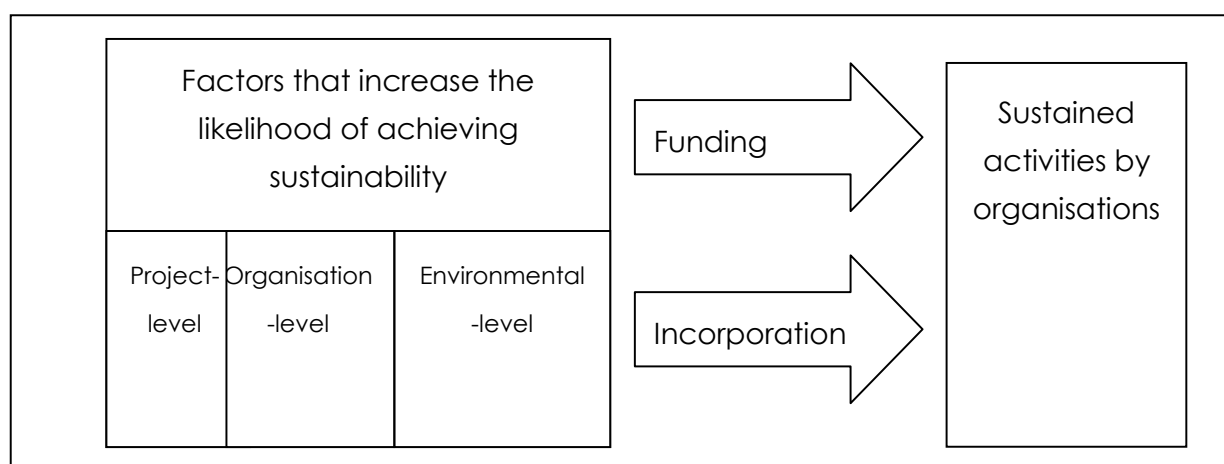 Factors that increase the
likelihood of achieving
sustainability
Project-
level
Organisation
-level
Environmental
-level
Funding
Incorporation
Sustained
activities by
organisations